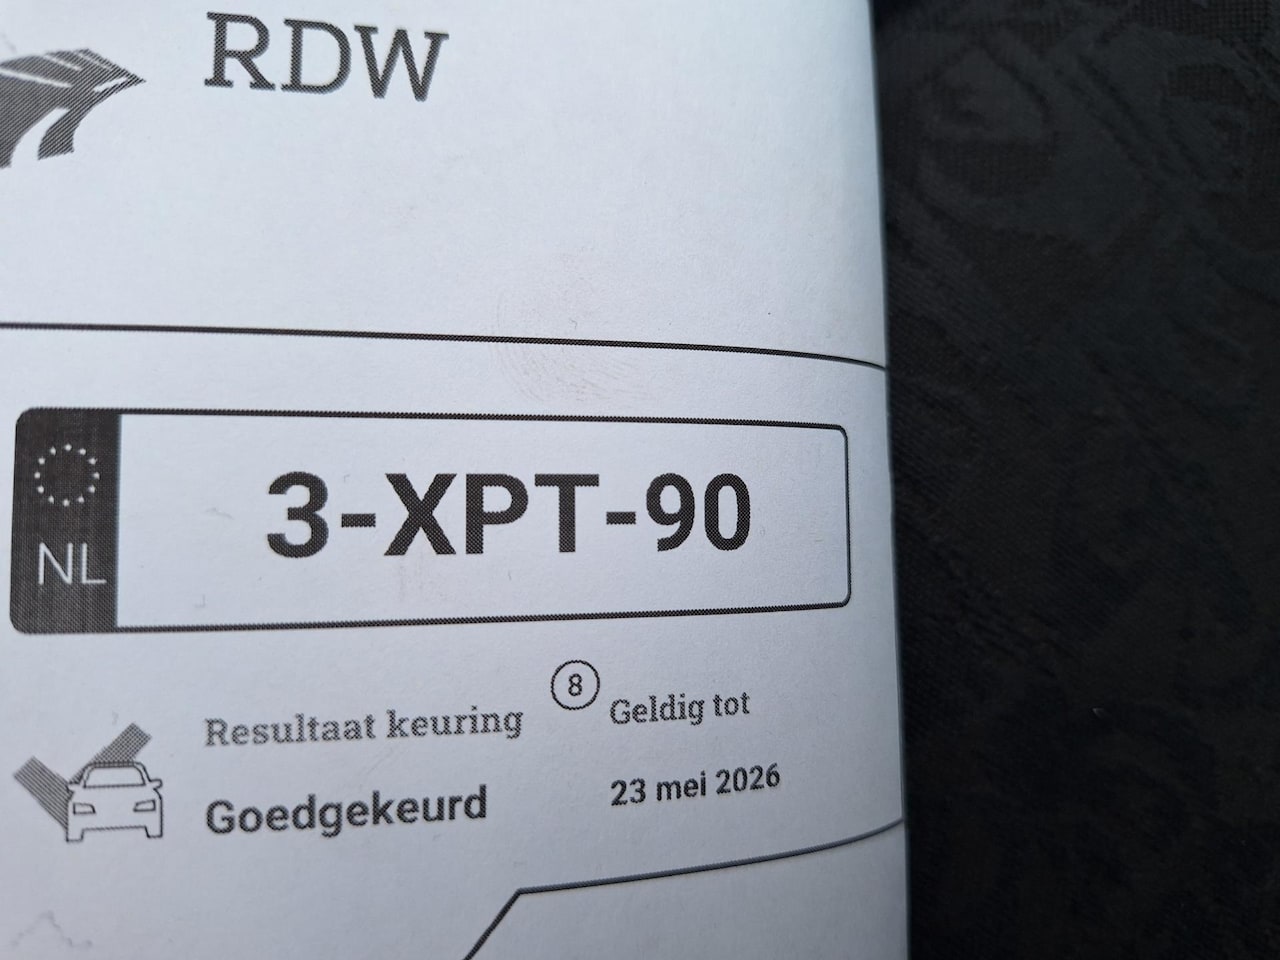 RDW
NL
3-XPT-90
8
Resultaat keuring
Geldig tot
Goedgekeurd
23 mei 2026